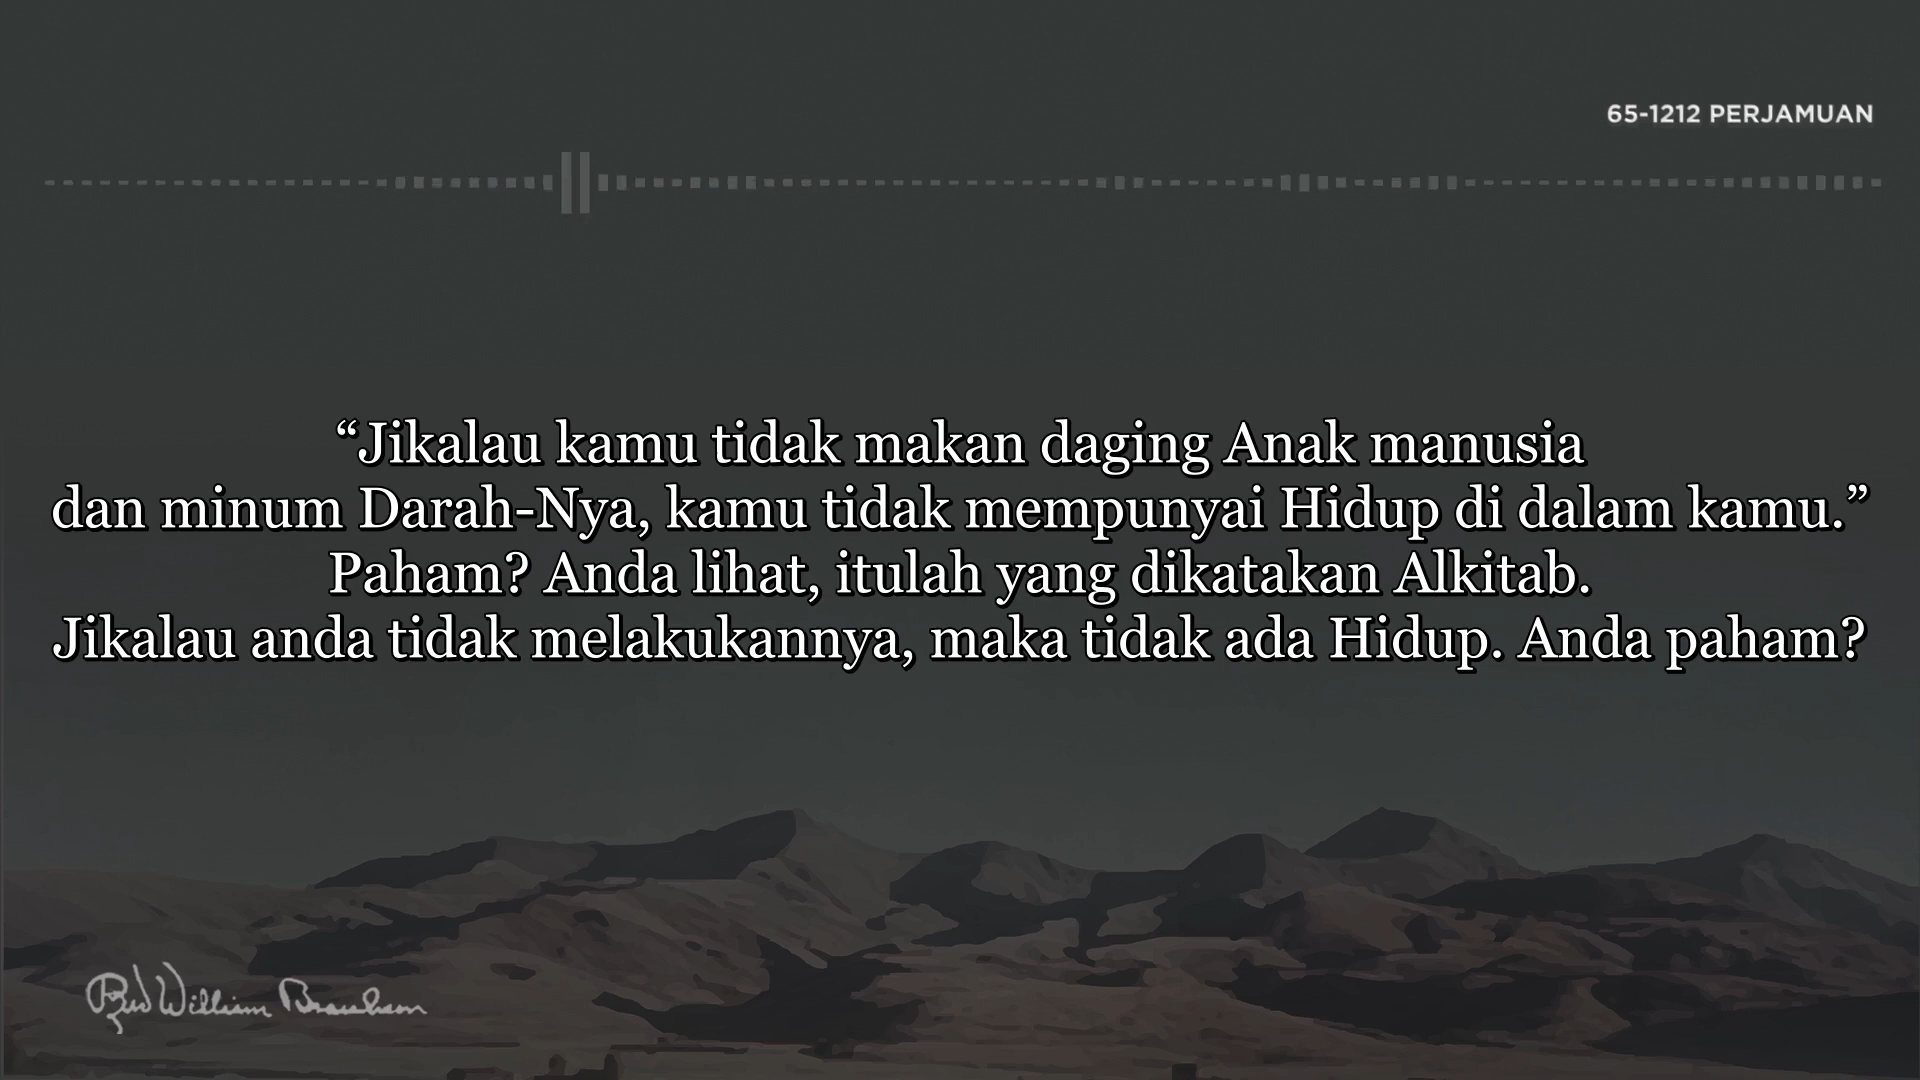 65-1212 PERJAMUAN
“Jikalau kamu tidak makan daging Anak manusia
dan minum Darah-Nya, kamu tidak mempunyai Hidup di dalam kamu.”
Paham? Anda lihat, itulah yang dikatakan Alkitab.
Jikalau anda tidak melakukannya, maka tidak ada Hidup. Anda paham?
William Branham